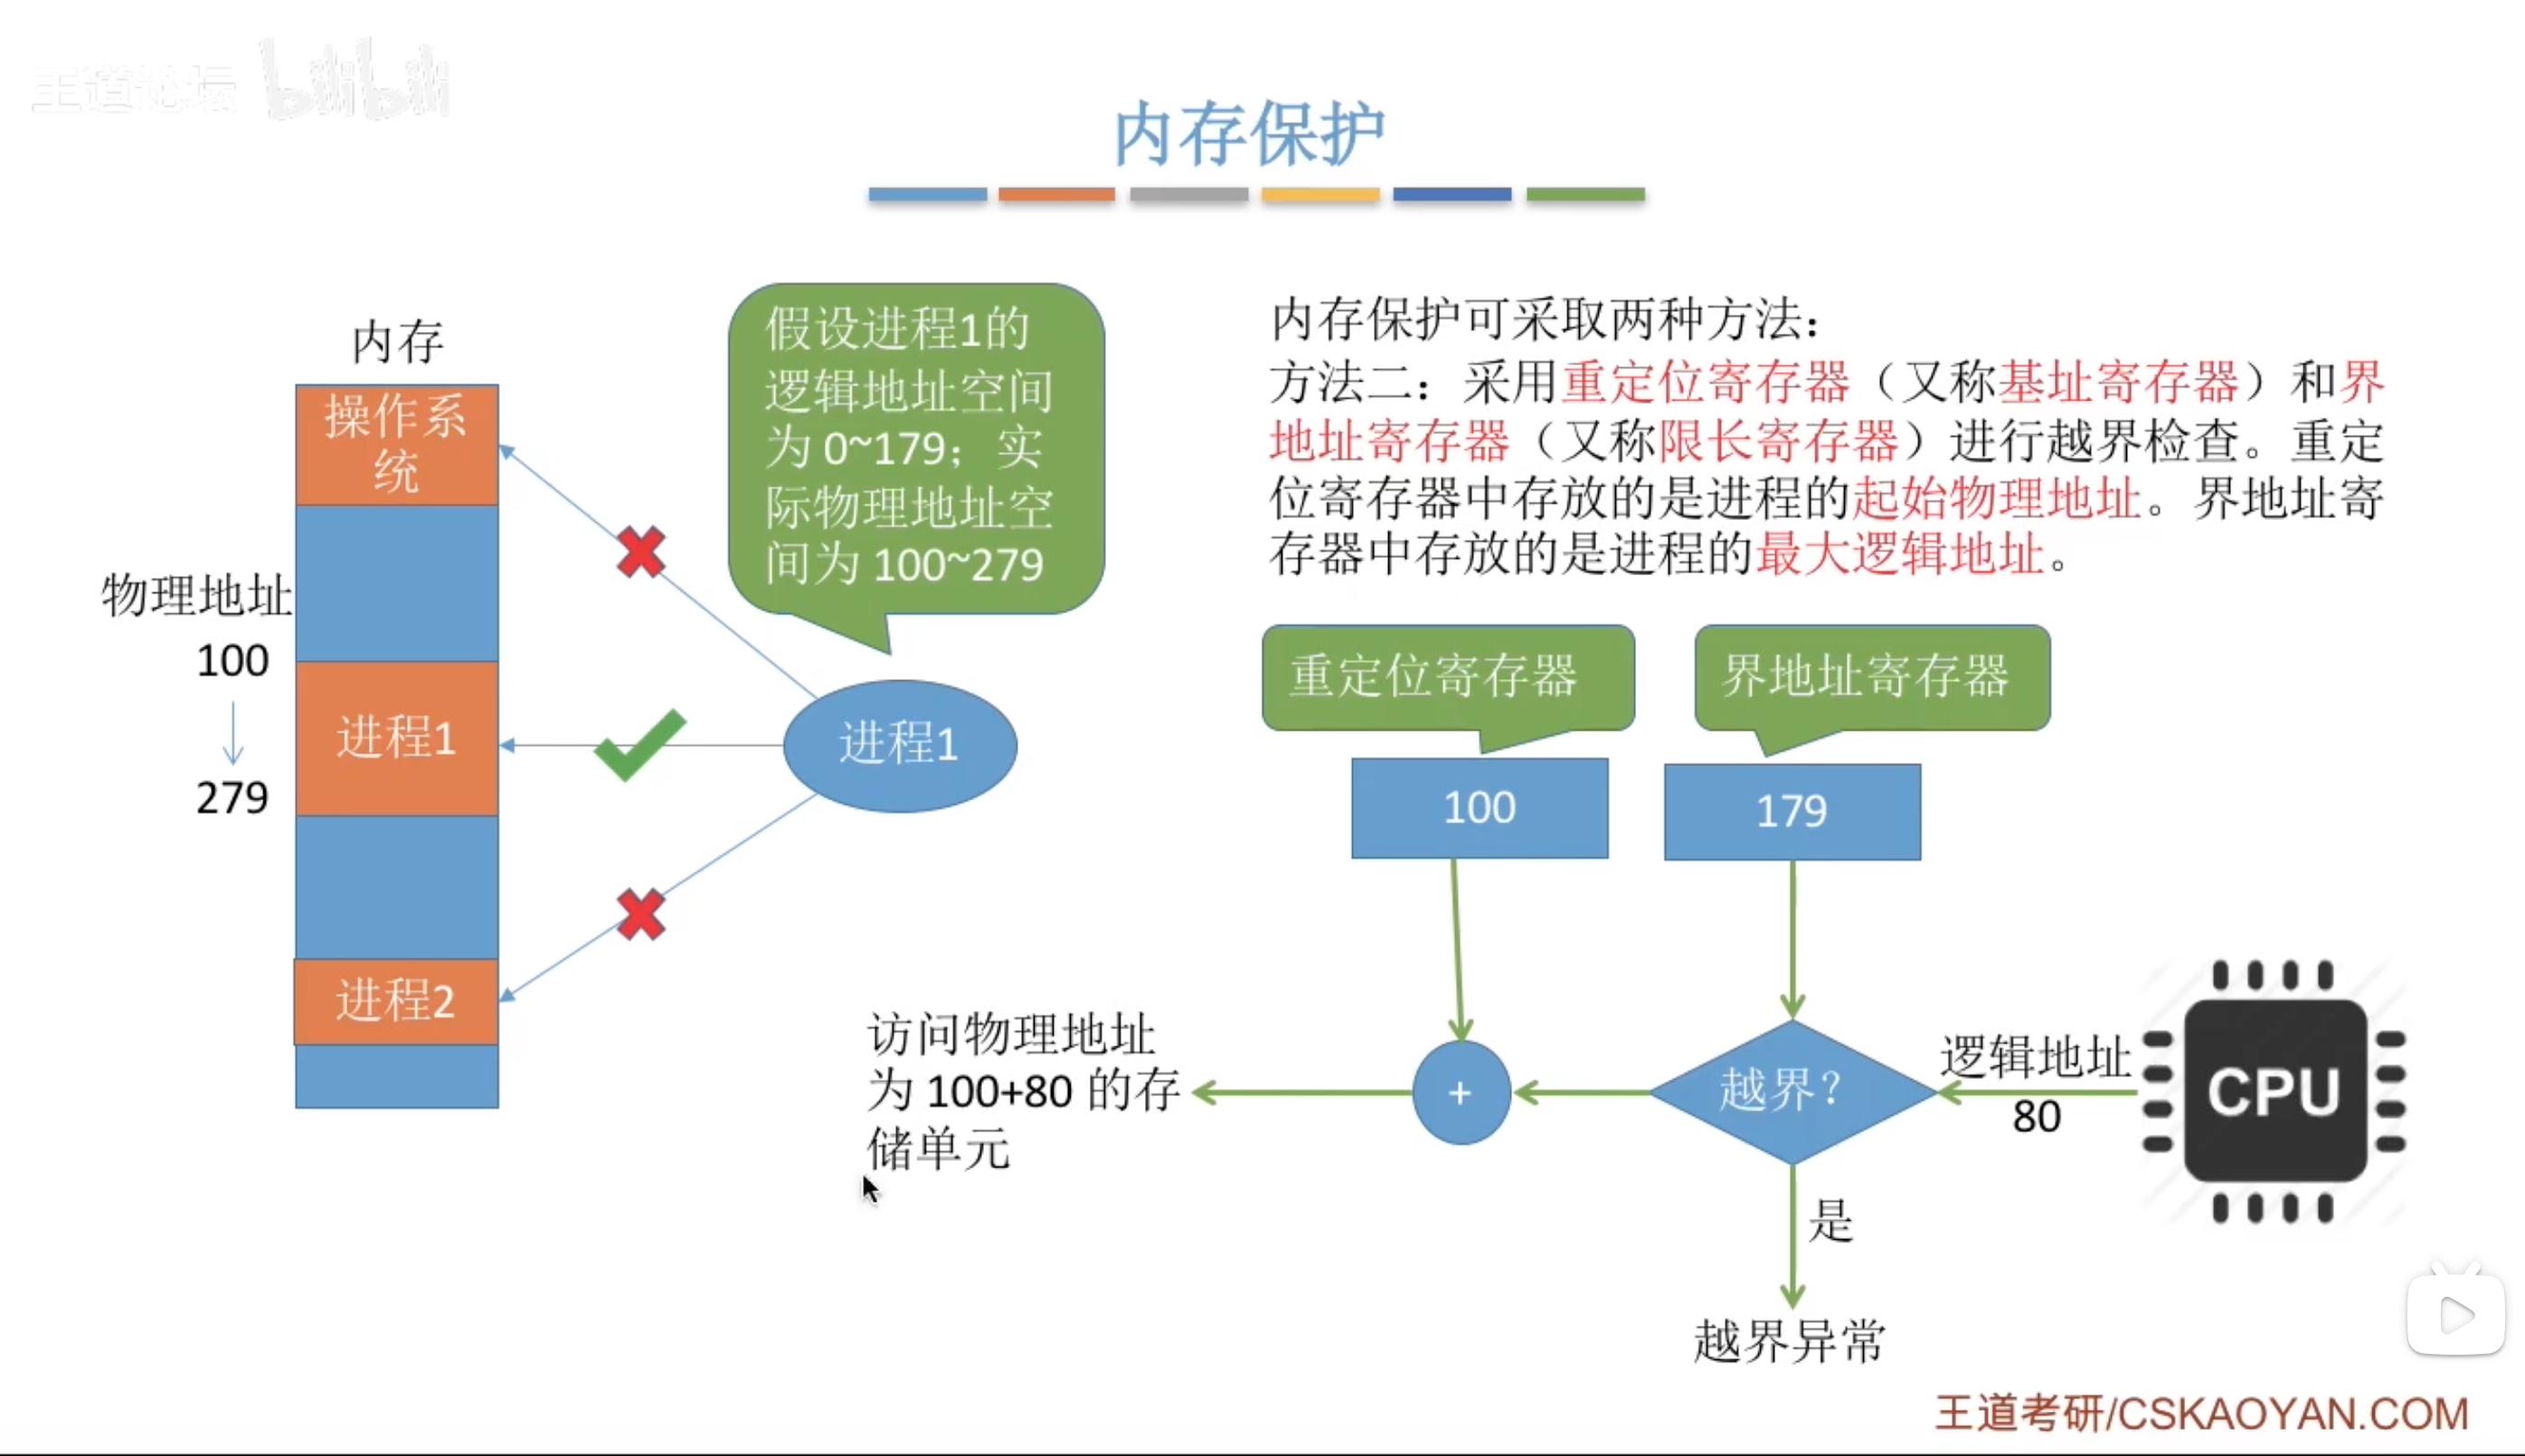 王道论坛 bilibili
内存保护
内存
操作系
统
物理地址
100
279
进程1
进程2
假设进程1的
逻辑地址空间
为 0~179；实
际物理地址空
间为 100~279
进程1
内存保护可采取两种方法：
方法二：采用重定位寄存器（又称基址寄存器）和界
地址寄存器（又称限长寄存器）进行越界检查。重定
位寄存器中存放的是进程的起始物理地址。界地址寄
存器中存放的是进程的最大逻辑地址。
重定位寄存器
界地址寄存器
100
179
访问物理地址
为 100+80 的存
储单元
+
越界？
逻辑地址
80
CPU
是
越界异常
王道考研/CSKAOYAN.COM